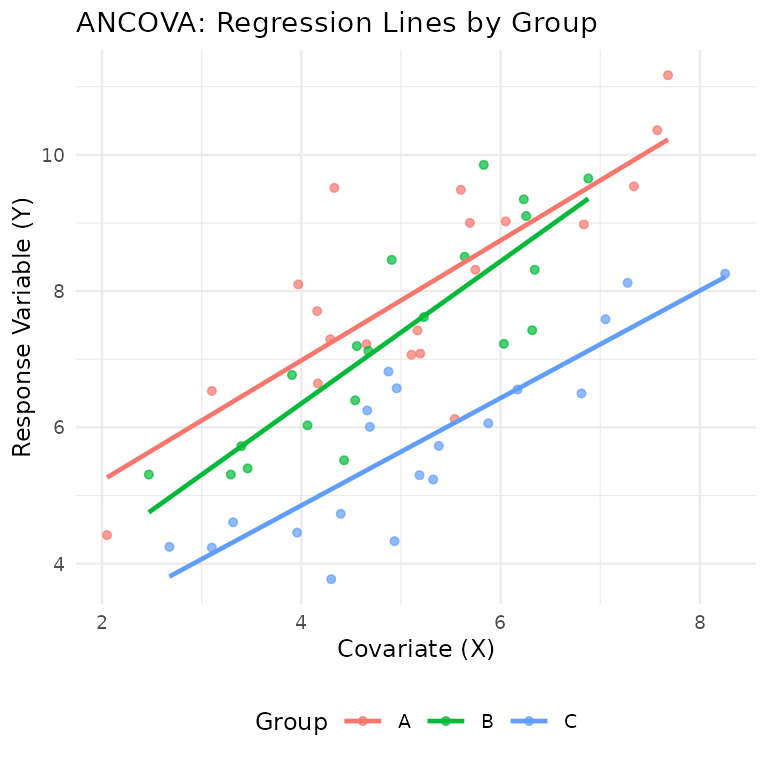 ANCOVA: Regression Lines by Group
Response Variable (Y)
10
8
6
4
2 4 6 8
Covariate (X)
Group A B C